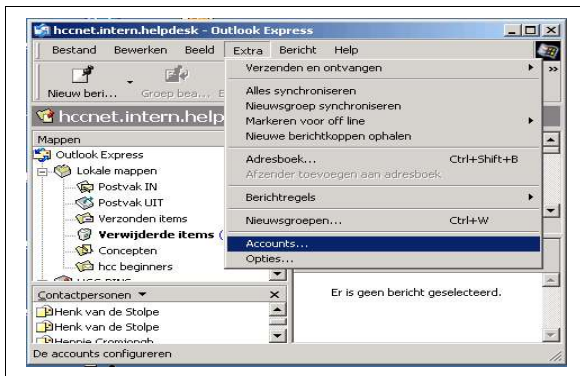 hccnet.intern.helpdesk - Outlook Express
Bestand Bewerken Beeld Extra Bericht Help
Nieuw beri... Groep bea...
hccnet.intern.help
Mappen
Outlook Express
Lokale mappen
Postvak IN
Postvak UIT
Verzonden items
Verwijderde items (
Concepten
hcc beginners
Verzenden en ontvangen
Alles synchroniseren
Nieuwsgroep synchroniseren
Markeren voor off line
Nieuwe berichtkoppen ophalen
Adresboek... Ctrl+Shift+B
Afzender toevoegen aan adresboek
Berichtregels
Nieuwsgroepen... Ctrl+W
Accounts...
Opties...
Contactpersonen
Henk van de Stolpe
Henk van de Stolpe
Er is geen bericht geselecteerd.
De accounts configureren